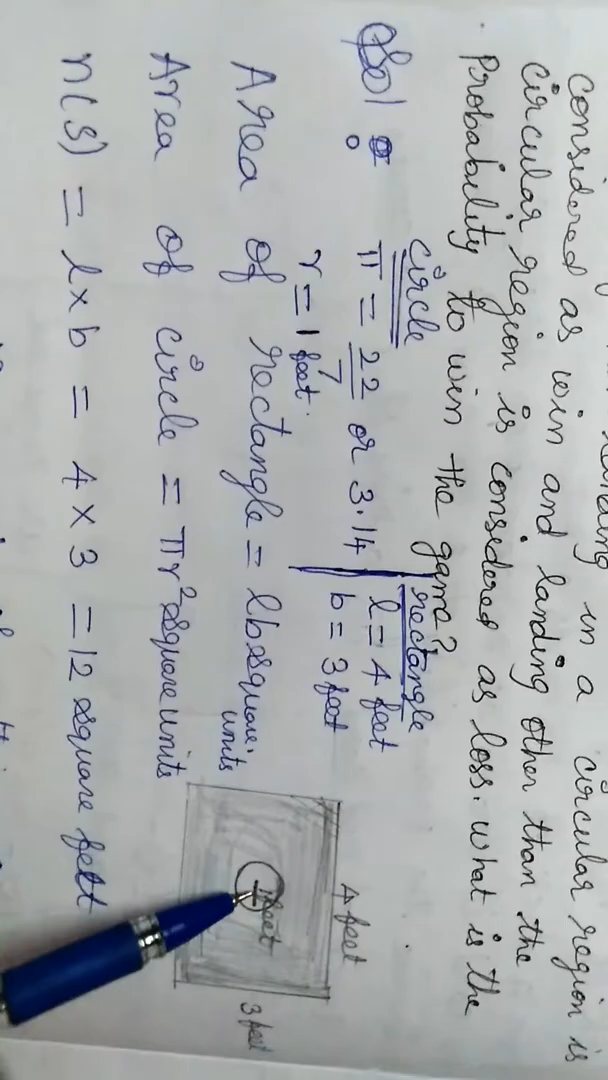 considered as win and landing other than the
circular region is considered as loss. what is the
Probability to win the game?
Sol :
circle
rectangle
π = 22/7 or 3.14
l = 4 feet
r = 1 feet.
b = 3 feet
Area of rectangle = lb square units
Area of circle = πr² square units
4 feet
1 feet
3 feet
n(S) = l × b = 4 × 3 = 12 square feet